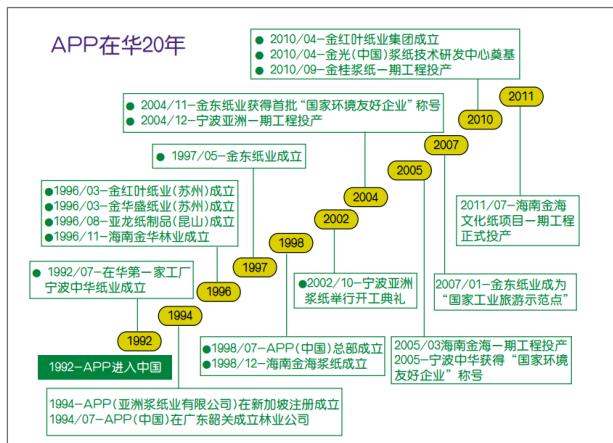 APP在华20年
● 2010/04-金红叶纸业集团成立
● 2010/04-金光(中国)浆纸技术研发中心奠基
● 2010/09-金桂浆纸一期工程投产
2011
2010
● 2004/11-金东纸业获得首批“国家环境友好企业”称号
● 2004/12-宁波亚洲一期工程投产
2007
● 1997/05-金东纸业成立
2005
2004
●1996/03-金红叶纸业(苏州)成立
●1996/03-金华盛纸业(苏州)成立
●1996/08-亚龙纸制品(昆山)成立
●1996/11-海南金华林业成立
2011/07-海南金海
文化纸项目一期工程
正式投产
2002
1998
1997
● 1992/07-在华第一家工厂
宁波中华纸业成立
●2002/10-宁波亚洲
浆纸举行开工典礼
2007/01-金东纸业成为
“国家工业旅游示范点”
1996
1994
1992
●1998/07-APP(中国)总部成立
●1998/12-海南金海浆纸成立
2005/03海南金海一期工程投产
2005-宁波中华获得“国家环境
友好企业”称号
1992-APP进入中国
1994-APP(亚洲浆纸业有限公司)在新加坡注册成立
1994/07-APP(中国)在广东韶关成立林业公司